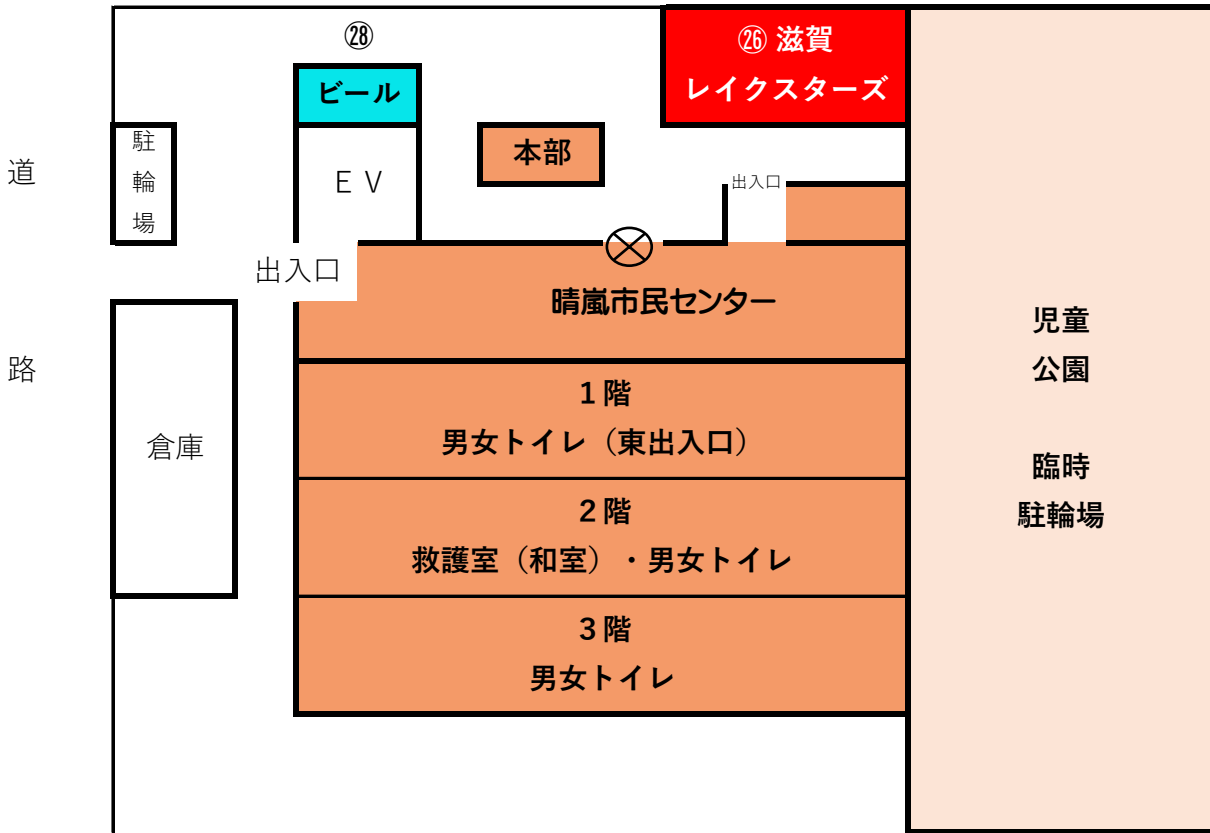 ㉘
㉖ 滋賀
レイクスターズ
ビール
駐
輪
場
本部
道
ＥＶ
出入口
出入口
晴嵐市民センター
児童
公園
路
１階
男女トイレ（東出入口）
倉庫
臨時
駐輪場
２階
救護室（和室）・男女トイレ
３階
男女トイレ